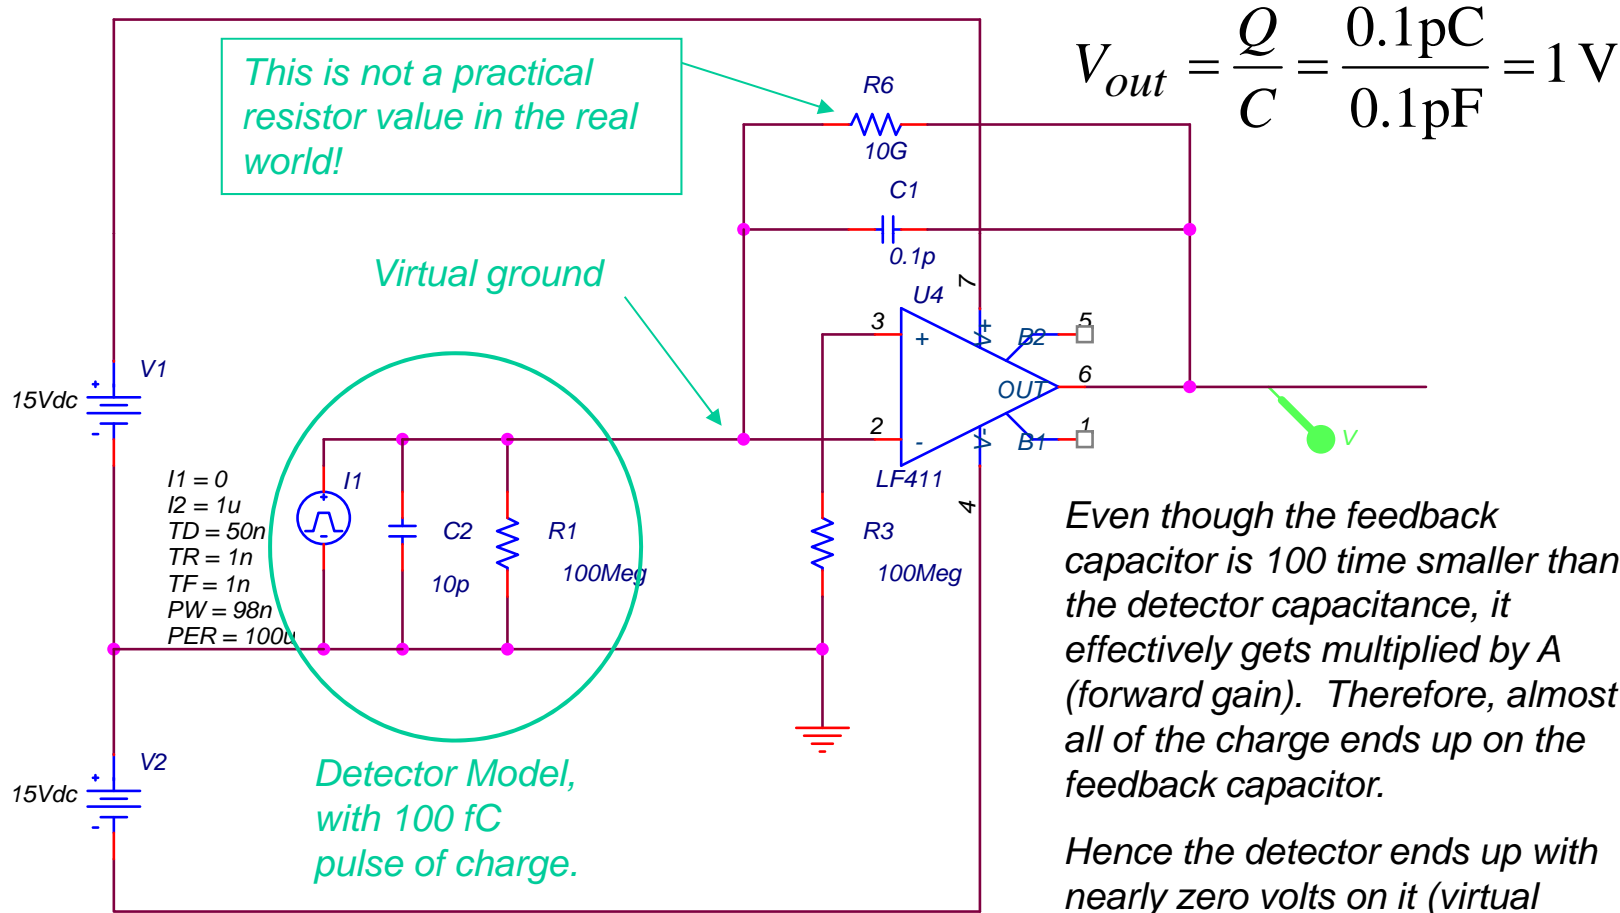 This is not a practical
resistor value in the real
world!
V_out = Q/C = 0.1pC/0.1pF = 1 V
R6
10G
C1
0.1p
Virtual ground
7
U4
3
+
V+
B2
5
OUT
6
2
-
V-
B1
1
LF411
4
V
V1
15Vdc
+
-
I1 = 0
I2 = 1u
TD = 50n
TR = 1n
TF = 1n
PW = 98n
PER = 100u
I1
+
-
C2
10p
R1
100Meg
R3
100Meg
V2
15Vdc
+
-
Detector Model,
with 100 fC
pulse of charge.
Even though the feedback
capacitor is 100 time smaller than
the detector capacitance, it
effectively gets multiplied by A
(forward gain).  Therefore, almost
all of the charge ends up on the
feedback capacitor.
Hence the detector ends up with
nearly zero volts on it (virtual